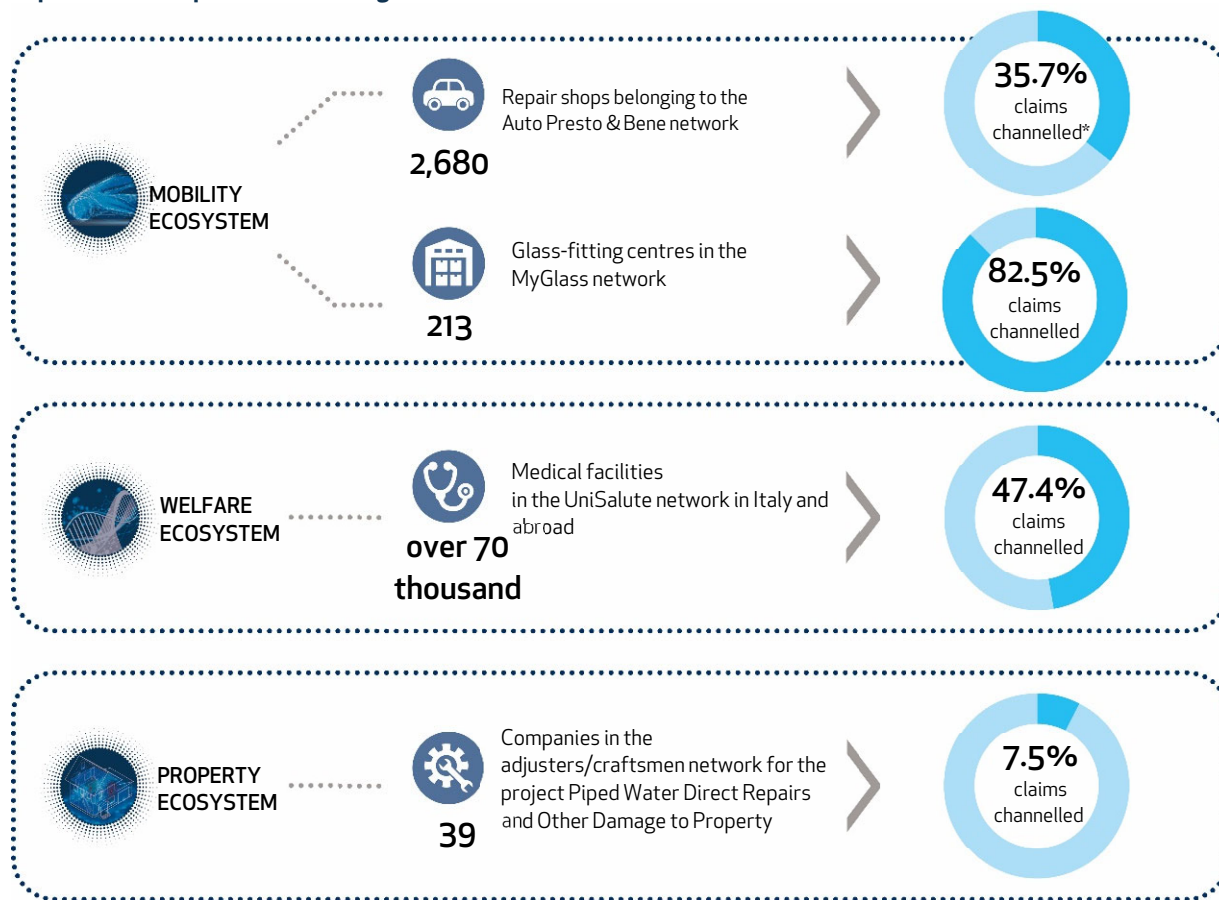 MOBILITY
ECOSYSTEM
2,680
Repair shops belonging to the
Auto Presto & Bene network
35.7%
claims
channelled*
213
Glass-fitting centres in the
MyGlass network
82.5%
claims
channelled
WELFARE
ECOSYSTEM
over 70
thousand
Medical facilities
in the UniSalute network in Italy and
abroad
47.4%
claims
channelled
PROPERTY
ECOSYSTEM
39
Companies in the
adjusters/craftsmen network for the
project Piped Water Direct Repairs
and Other Damage to Property
7.5%
claims
channelled